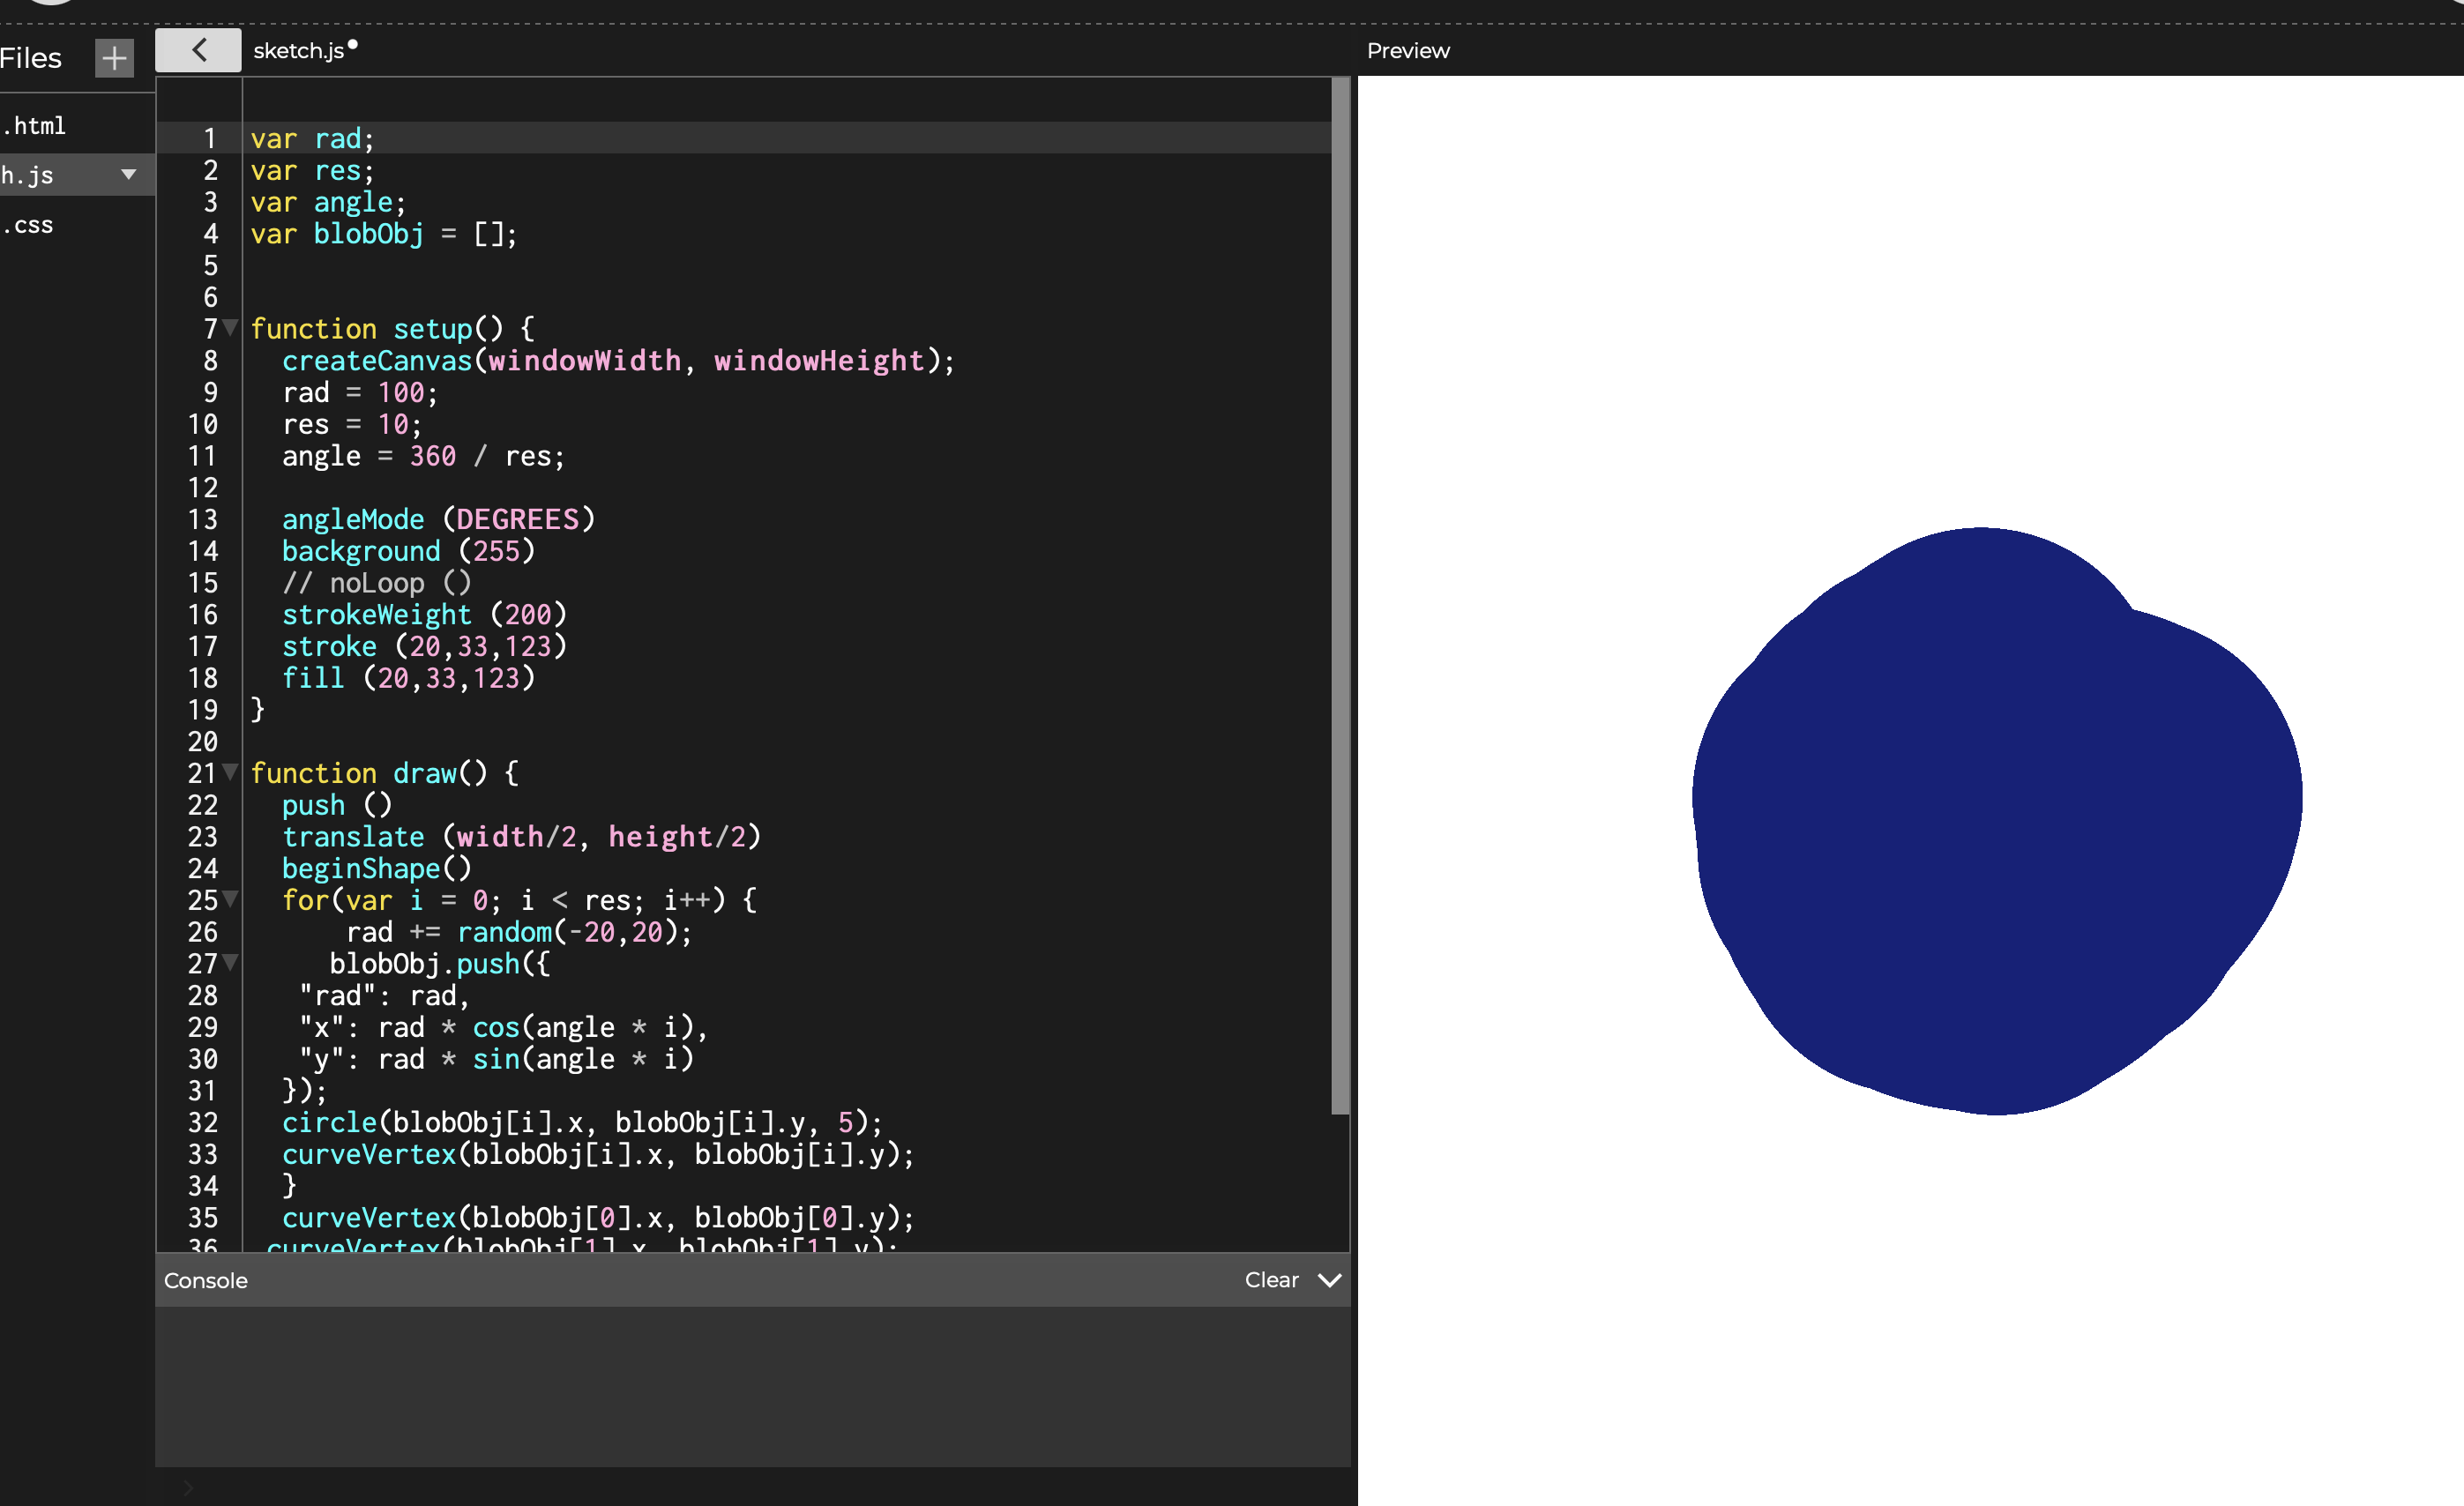 Files
+
sketch.js
Preview
.html
h.js
.css
1 var rad;
2 var res;
3 var angle;
4 var blobObj = [];
5
6
7 function setup() {
8 createCanvas(windowWidth, windowHeight);
9 rad = 100;
10 res = 10;
11 angle = 360 / res;
12
13 angleMode (DEGREES)
14 background (255)
15 // noLoop ()
16 strokeWeight (200)
17 stroke (20,33,123)
18 fill (20,33,123)
19 }
20
21 function draw() {
22 push ()
23 translate (width/2, height/2)
24 beginShape()
25 for(var i = 0; i < res; i++) {
26 rad += random(-20,20);
27 blobObj.push({
28 "rad": rad,
29 "x": rad * cos(angle * i),
30 "y": rad * sin(angle * i)
31 });
32 circle(blobObj[i].x, blobObj[i].y, 5);
33 curveVertex(blobObj[i].x, blobObj[i].y);
34 }
35 curveVertex(blobObj[0].x, blobObj[0].y);
36 curveVertex(blobObj[1].x, blobObj[1].y);
Console
Clear